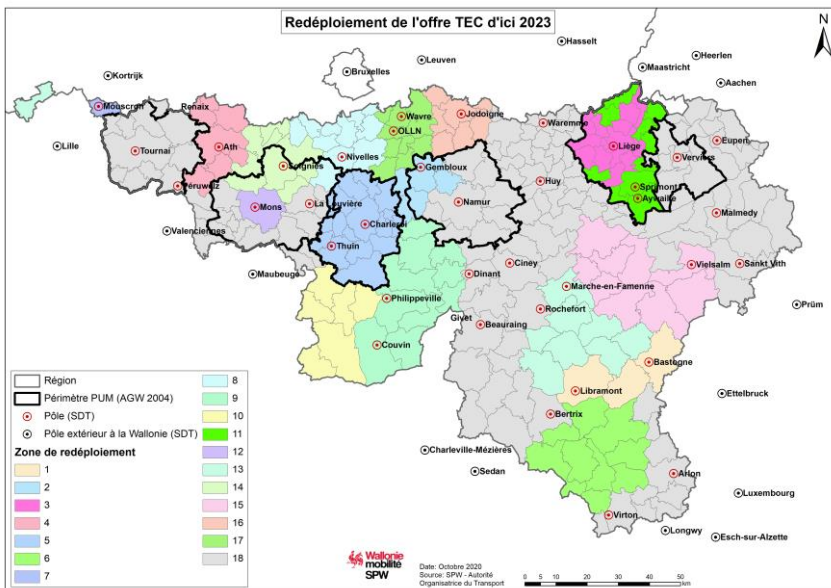 Redéploiement de l'offre TEC d'ici 2023
N
Hasselt
Leuven
Heerlen
Maastricht
Bruxelles
Aachen
Kortrijk
Mouscron
Renaix
Wavre
Jodoigne
OLLN
Waremme
Lille
Tournai
Ath
Liège
Eupen
Soignies
Nivelles
Verviers
Gembloux
Péruwelz
Huy
Sprimont
Aywaille
Mons
La Louvière
Namur
Malmedy
Valenciennes
Charleroi
Thuin
Maubeuge
Ciney
Vielsalm
Sankt Vith
Dinant
Marche-en-Famenne
Philippeville
Rochefort
Prüm
Givet
Beauraing
Couvin
Bastogne
Libramont
Ettelbruck
Bertrix
Charleville-Mézières
Sedan
Arlon
Luxembourg
Virton
Longwy
Esch-sur-Alzette
Région
Périmètre PUM (AGW 2004)
Pôle (SDT)
Pôle extérieur à la Wallonie (SDT)
Zone de redéploiement
1
2
3
4
5
6
7
8
9
10
11
12
13
14
15
16
17
18
Wallonie
mobilité
SPW
Date: Octobre 2020
Source: SPW - Autorité
Organisatrice du Transport
0 5 10 20 30 40 50
km